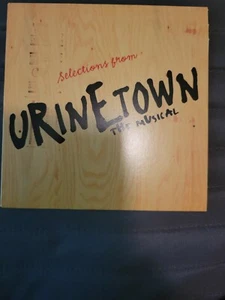 selections from
URINETOWN
THE MUSICAL